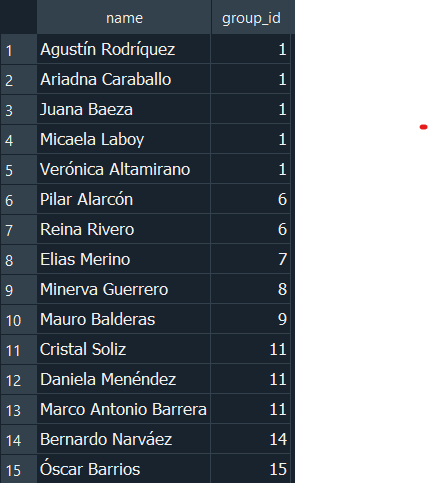 name group_id
1 Agustín Rodríquez 1
2 Ariadna Caraballo 1
3 Juana Baeza 1
4 Micaela Laboy 1
5 Verónica Altamirano 1
6 Pilar Alarcón 6
7 Reina Rivero 6
8 Elias Merino 7
9 Minerva Guerrero 8
10 Mauro Balderas 9
11 Cristal Soliz 11
12 Daniela Menéndez 11
13 Marco Antonio Barrera 11
14 Bernardo Narváez 14
15 Óscar Barrios 15